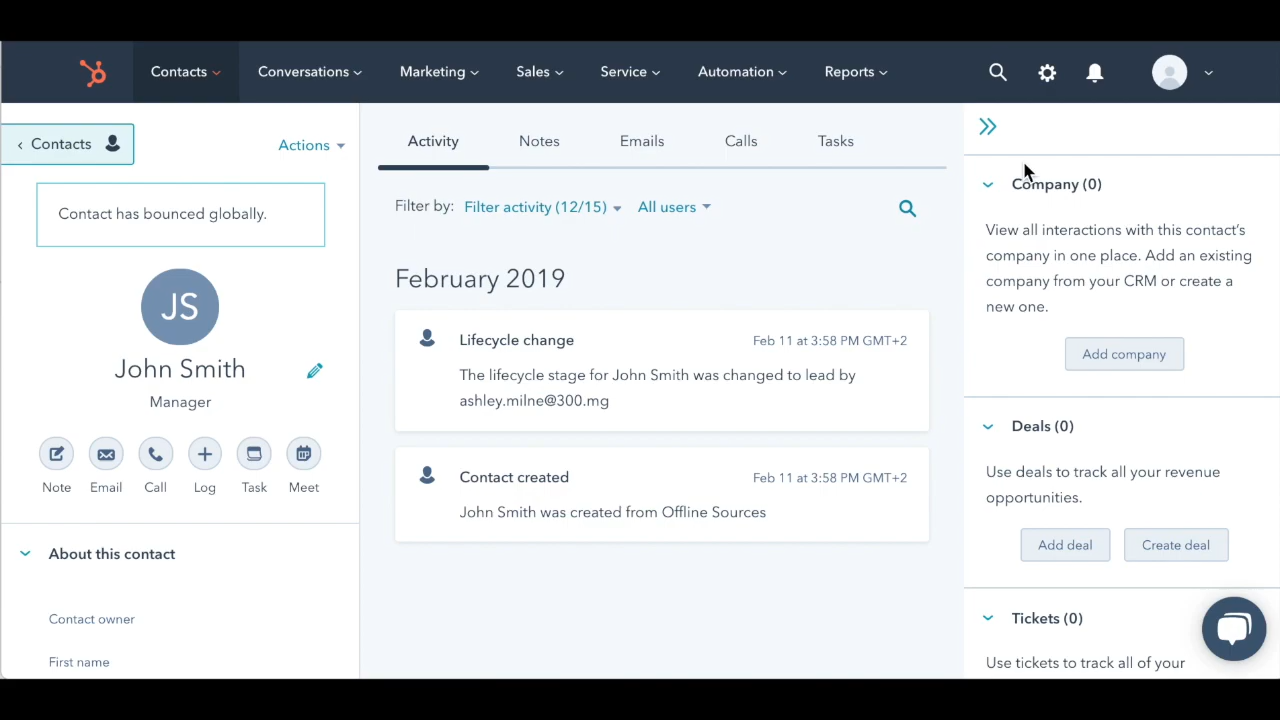 Contacts
Conversations
Marketing
Sales
Service
Automation
Reports
Contacts
Actions
Contact has bounced globally.
JS
John Smith
Manager
Note
Email
Call
Log
Task
Meet
About this contact
Contact owner
First name
Activity
Notes
Emails
Calls
Tasks
Filter by: Filter activity (12/15) All users
February 2019
Lifecycle change Feb 11 at 3:58 PM GMT+2
The lifecycle stage for John Smith was changed to lead by
ashley.milne@300.mg
Contact created Feb 11 at 3:58 PM GMT+2
John Smith was created from Offline Sources
Company (0)
View all interactions with this contact's
company in one place. Add an existing
company from your CRM or create a
new one.
Add company
Deals (0)
Use deals to track all your revenue
opportunities.
Add deal
Create deal
Tickets (0)
Use tickets to track all of your